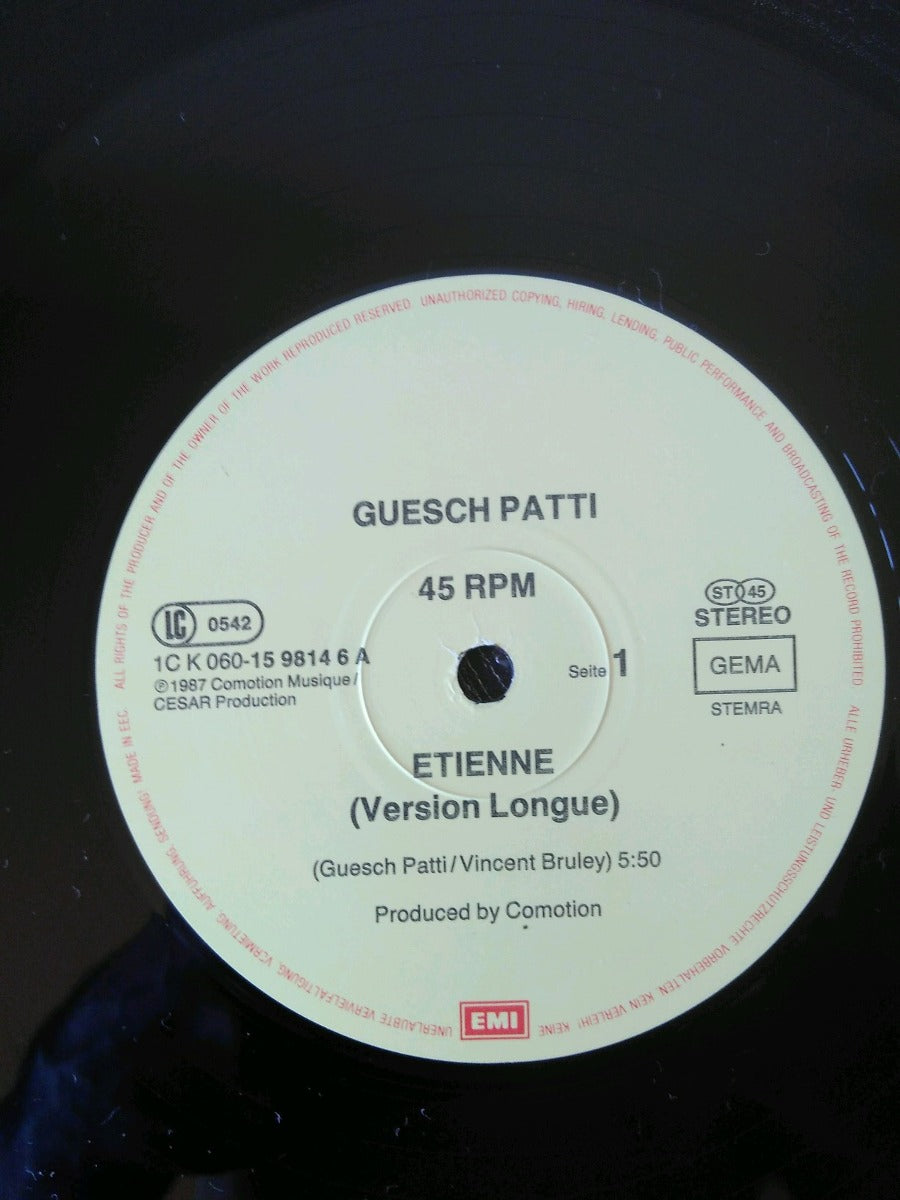 ALL RIGHTS OF THE PRODUCER AND OF THE OWNER OF THE WORK REPRODUCED RESERVED UNAUTHORIZED COPYING, HIRING, LENDING, PUBLIC PERFORMANCE AND BROADCASTING OF THE RECORD PROHIBITED
ALLE URHEBER- UND LEISTUNGSSCHUTZRECHTE VORBEHALTEN. KEIN VERLEIH! KEINE UNERLAUBTE VERVIELFÄLTIGUNG, VERMIETUNG, AUFFÜHRUNG, SENDUNG! MADE IN EEC.
GUESCH PATTI
45 RPM
LC 0542
1C K 060-15 9814 6 A
℗ 1987 Comotion Musique/
CESAR Production
Seite 1
ST 45
STEREO
GEMA
STEMRA
ETIENNE
(Version Longue)
(Guesch Patti/Vincent Bruley) 5:50
Produced by Comotion
EMI